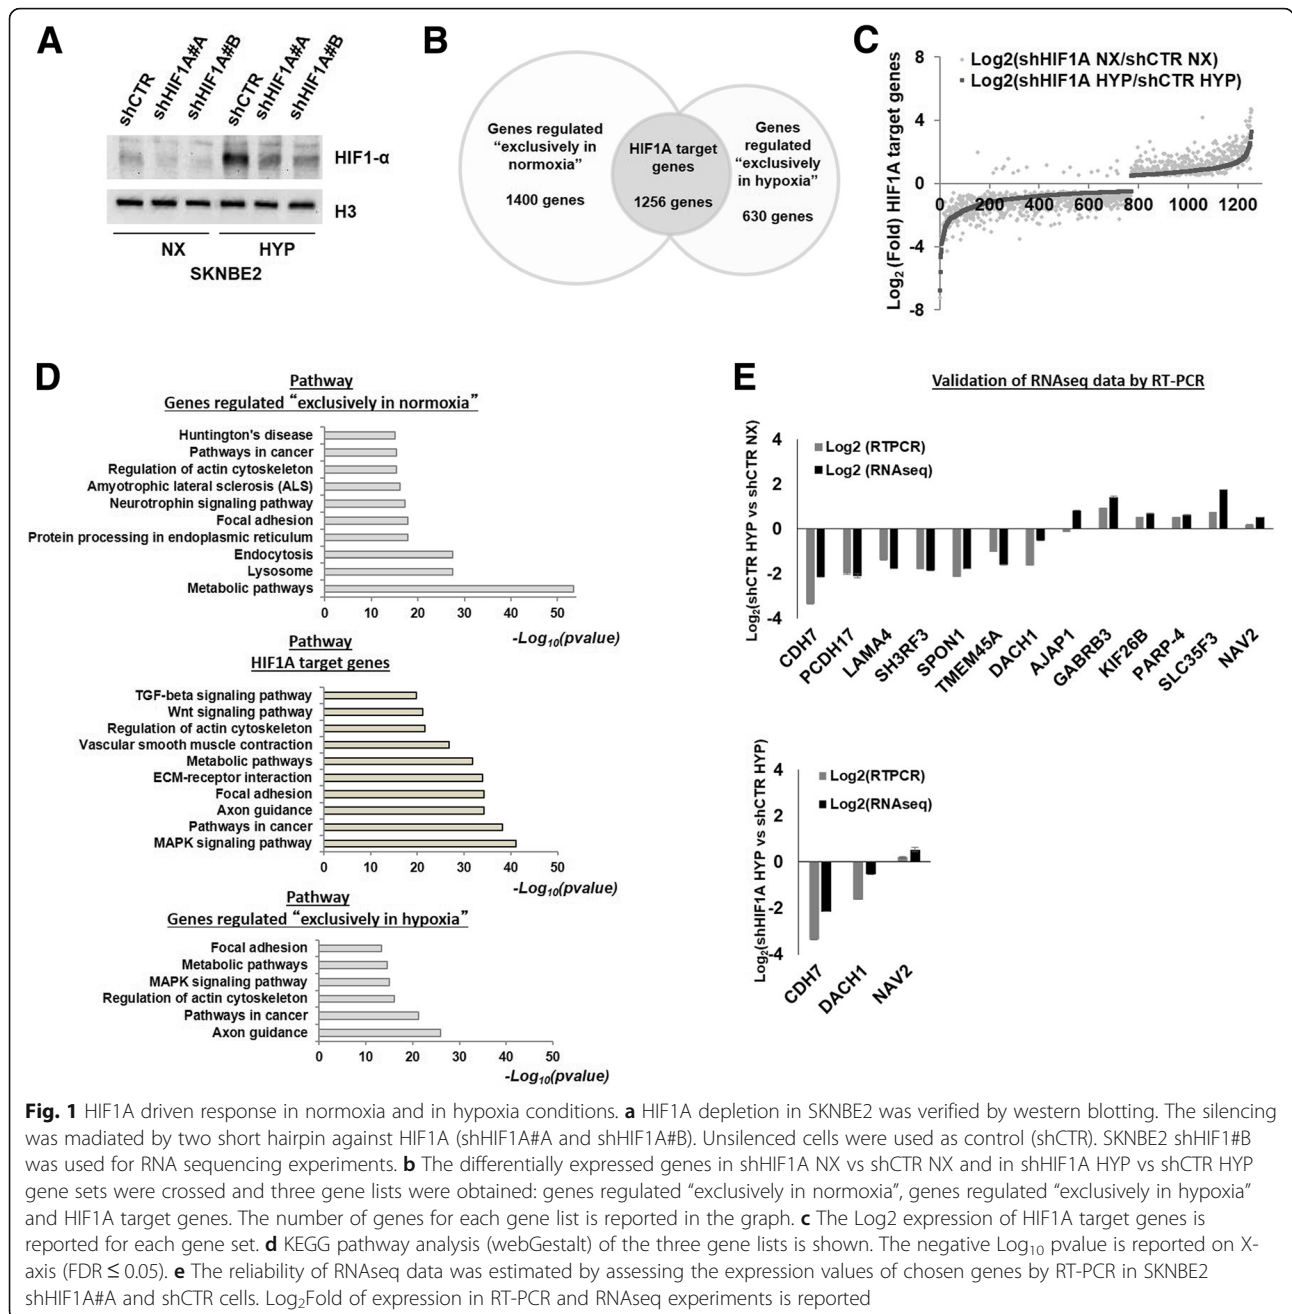 A
shCTR
shHIF1A#A
shHIF1A#B
shCTR
shHIF1A#A
shHIF1A#B
HIF1-α
H3
NX
HYP
SKNBE2
B
Genes regulated
“exclusively in
normoxia”
1400 genes
HIF1A target
genes
1256 genes
Genes
regulated
“exclusively
in hypoxia”
630 genes
C
Log2(shHIF1A NX/shCTR NX)
Log2(shHIF1A HYP/shCTR HYP)
Log2 (Fold) HIF1A target genes
8
4
0
-4
-8
0
200
400
600
800
1000
1200
D
Pathway
Genes regulated “exclusively in normoxia”
Huntington's disease
Pathways in cancer
Regulation of actin cytoskeleton
Amyotrophic lateral sclerosis (ALS)
Neurotrophin signaling pathway
Focal adhesion
Protein processing in endoplasmic reticulum
Endocytosis
Lysosome
Metabolic pathways
0 10 20 30 40 50
-Log10(pvalue)
Pathway
HIF1A target genes
TGF-beta signaling pathway
Wnt signaling pathway
Regulation of actin cytoskeleton
Vascular smooth muscle contraction
Metabolic pathways
ECM-receptor interaction
Focal adhesion
Axon guidance
Pathways in cancer
MAPK signaling pathway
0 10 20 30 40 50
-Log10(pvalue)
Pathway
Genes regulated “exclusively in hypoxia”
Focal adhesion
Metabolic pathways
MAPK signaling pathway
Regulation of actin cytoskeleton
Pathways in cancer
Axon guidance
0 10 20 30 40 50
-Log10(pvalue)
E
Validation of RNAseq data by RT-PCR
Log2(shCTR HYP vs shCTR NX)
4
2
0
-2
-4
Log2 (RTPCR)
Log2 (RNAseq)
CDH7
PCDH17
LAMA4
SH3RF3
SPON1
TMEM45A
DACH1
AJAP1
GABRB3
KIF26B
PARP-4
SLC35F3
NAV2
Log2(shHIF1A HYP vs shCTR HYP)
4
2
0
-2
-4
Log2(RTPCR)
Log2(RNAseq)
CDH7
DACH1
NAV2
Fig. 1 HIF1A driven response in normoxia and in hypoxia conditions. a HIF1A depletion in SKNBE2 was verified by western blotting. The silencing
was madiated by two short hairpin against HIF1A (shHIF1A#A and shHIF1A#B). Unsilenced cells were used as control (shCTR). SKNBE2 shHIF1#B
was used for RNA sequencing experiments. b The differentially expressed genes in shHIF1A NX vs shCTR NX and in shHIF1A HYP vs shCTR HYP
gene sets were crossed and three gene lists were obtained: genes regulated “exclusively in normoxia”, genes regulated “exclusively in hypoxia”
and HIF1A target genes. The number of genes for each gene list is reported in the graph. c The Log2 expression of HIF1A target genes is
reported for each gene set. d KEGG pathway analysis (webGestalt) of the three gene lists is shown. The negative Log10 pvalue is reported on X-
axis (FDR ≤ 0.05). e The reliability of RNAseq data was estimated by assessing the expression values of chosen genes by RT-PCR in SKNBE2
shHIF1A#A and shCTR cells. Log2Fold of expression in RT-PCR and RNAseq experiments is reported